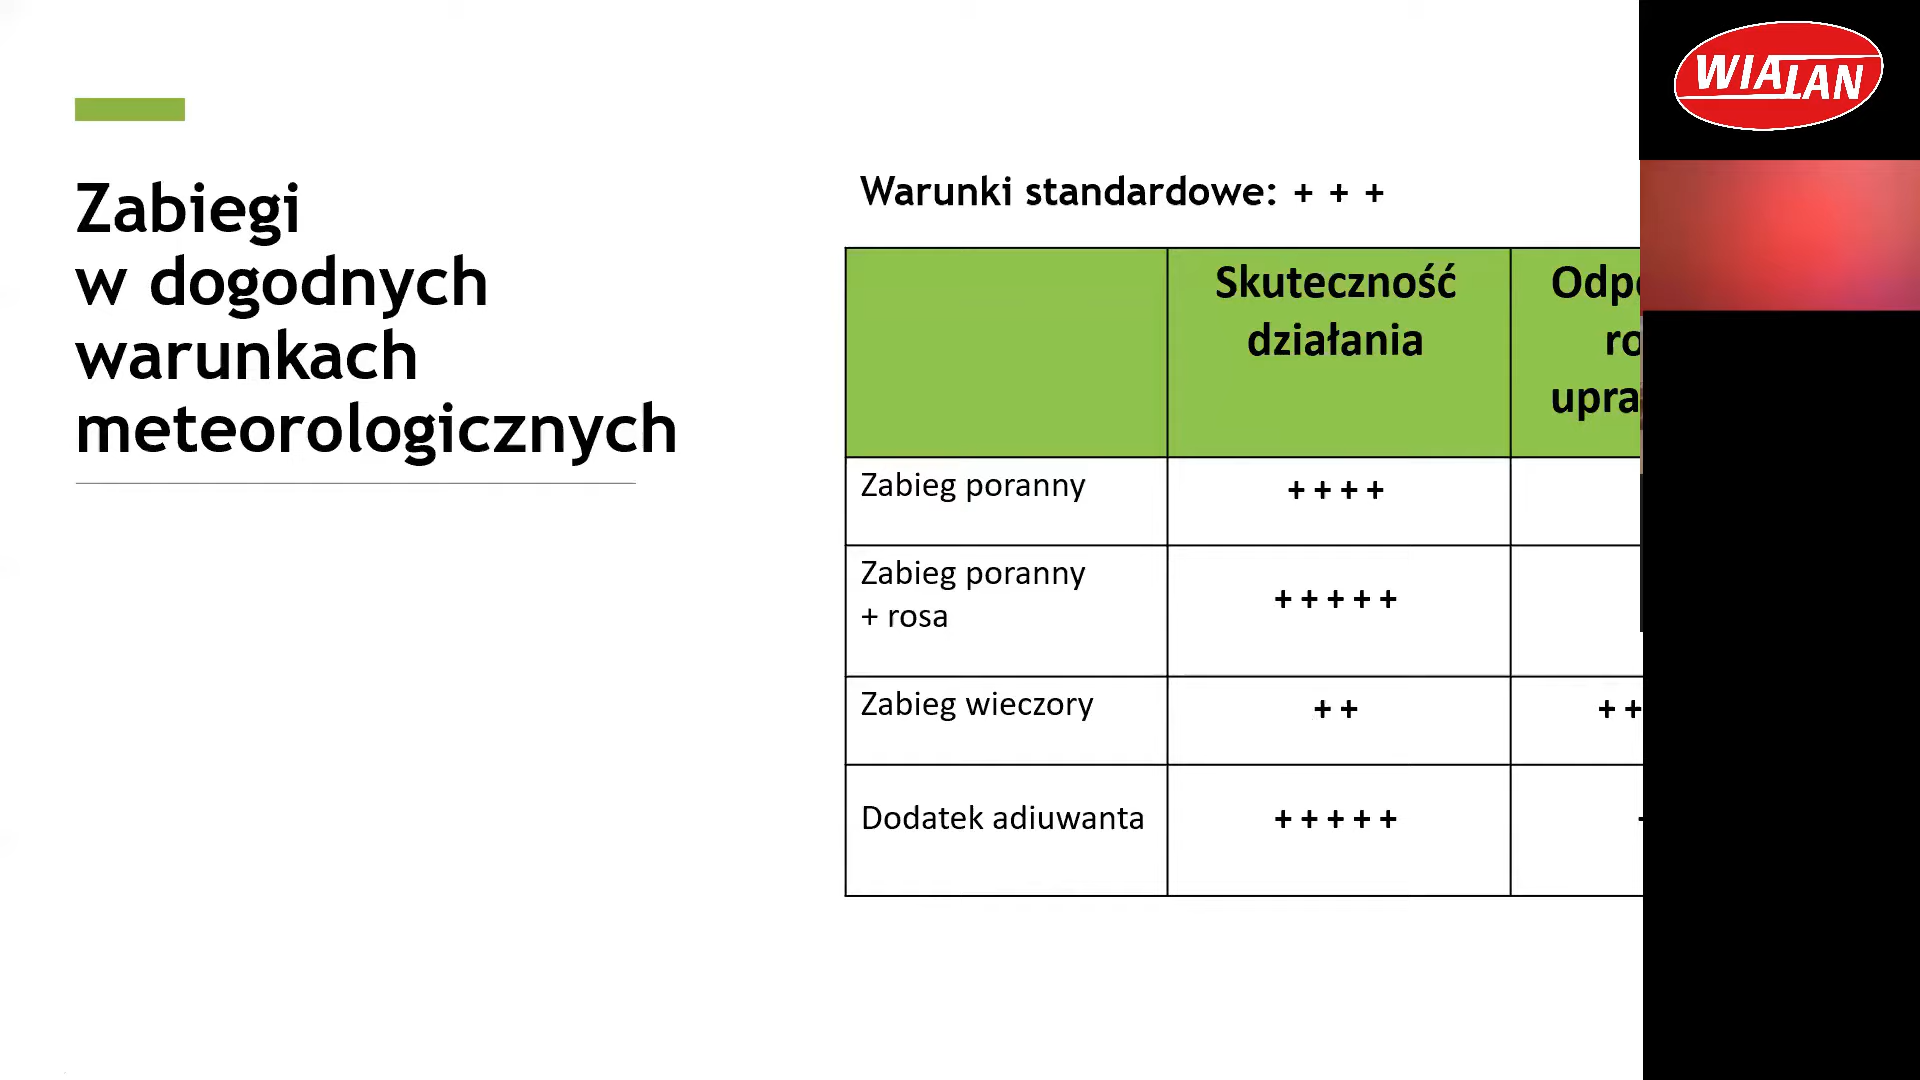 Zabiegi
w dogodnych
warunkach
meteorologicznych
Warunki standardowe: + + +
Skuteczność
działania
Zabieg poranny
+ + + +
Zabieg poranny
+ rosa
+ + + + +
Zabieg wieczory
+ +
+ +
Dodatek adiuwanta
+ + + + +
WIALAN